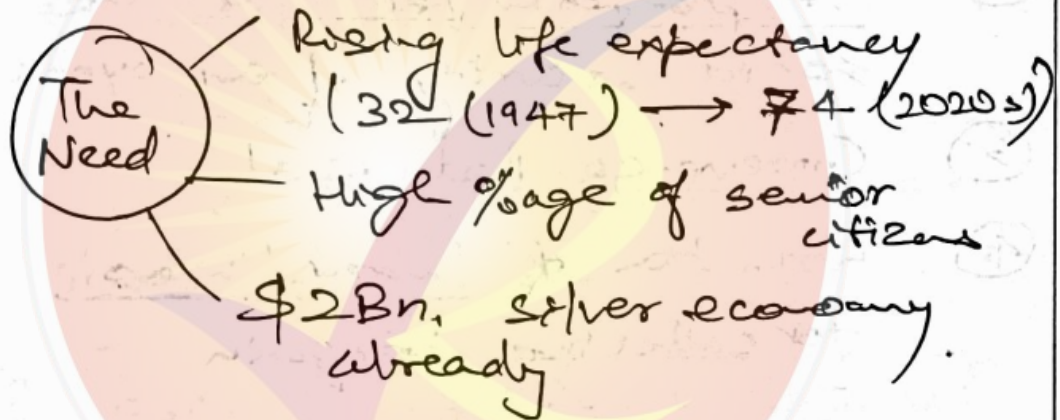 The
Need
Rising life expectancy
(32 (1947) → 74 (2020s))
High %age of senior
citizens
$2Bn. silver economy
already